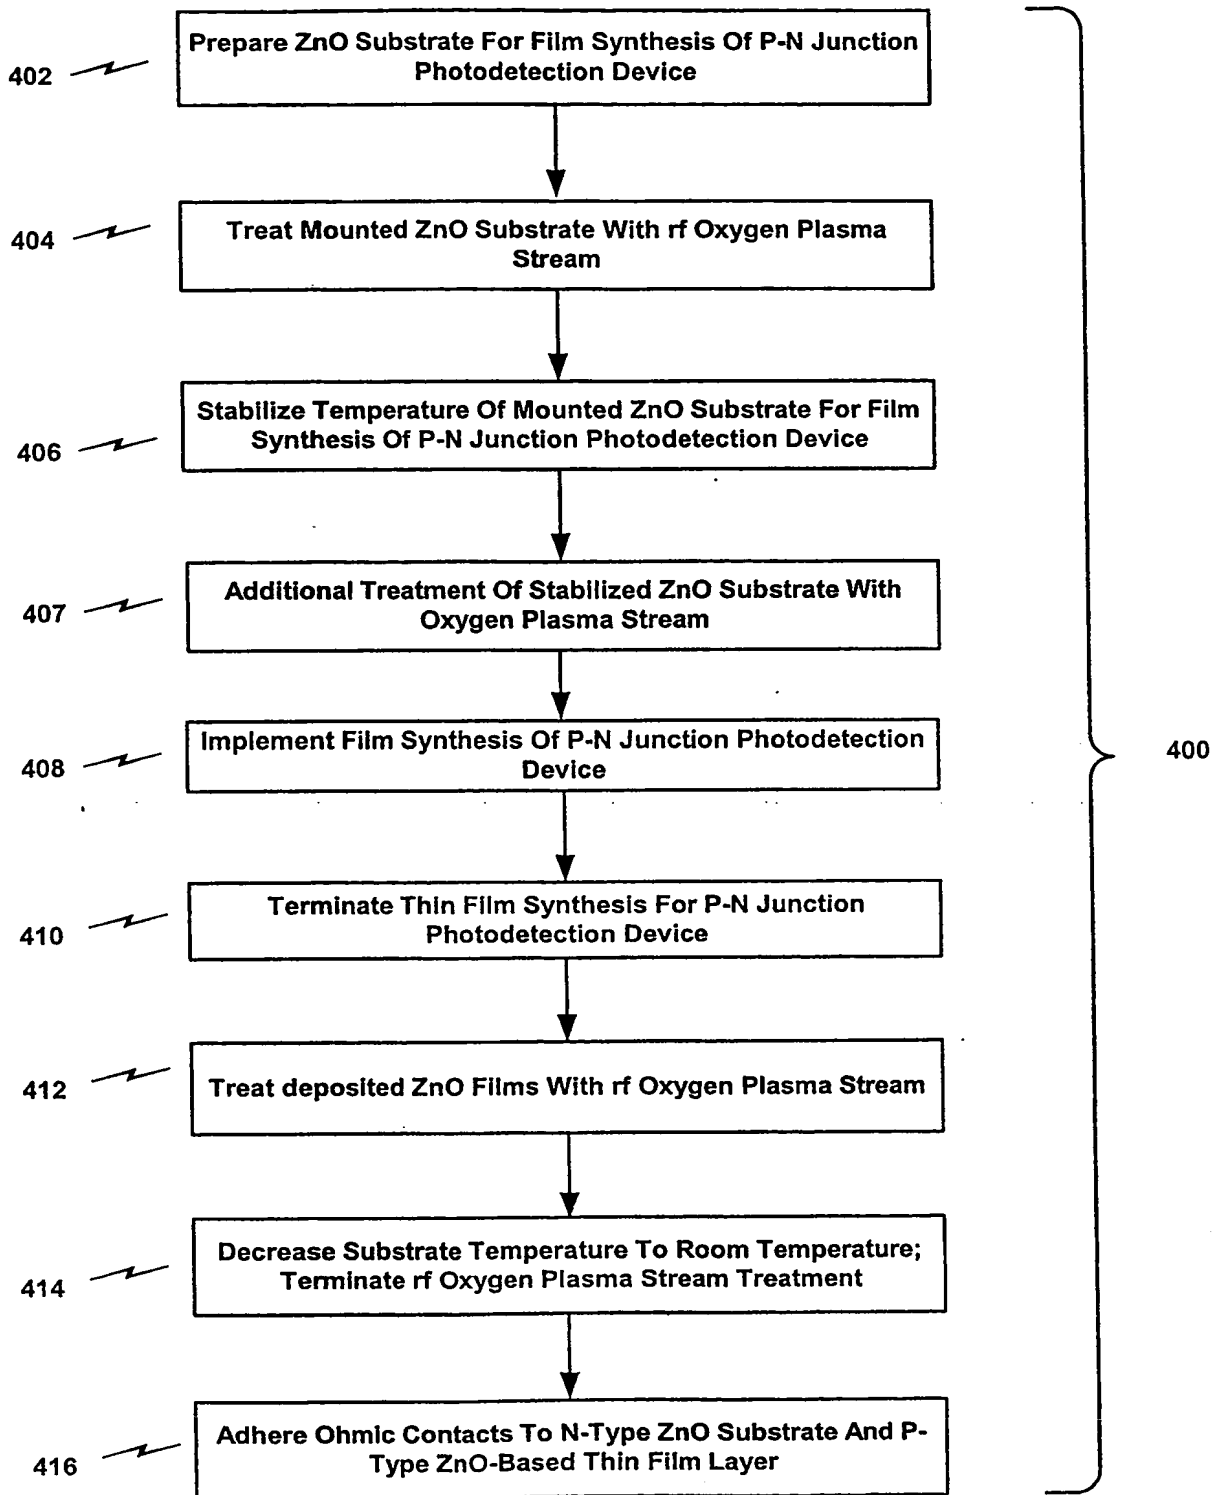 Prepare ZnO Substrate For Film Synthesis Of P-N Junction
Photodetection Device
402
Treat Mounted ZnO Substrate With rf Oxygen Plasma
Stream
404
Stabilize Temperature Of Mounted ZnO Substrate For Film
Synthesis Of P-N Junction Photodetection Device
406
Additional Treatment Of Stabilized ZnO Substrate With
Oxygen Plasma Stream
407
Implement Film Synthesis Of P-N Junction Photodetection
Device
408
400
Terminate Thin Film Synthesis For P-N Junction
Photodetection Device
410
Treat deposited ZnO Films With rf Oxygen Plasma Stream
412
Decrease Substrate Temperature To Room Temperature;
Terminate rf Oxygen Plasma Stream Treatment
414
Adhere Ohmic Contacts To N-Type ZnO Substrate And P-
Type ZnO-Based Thin Film Layer
416